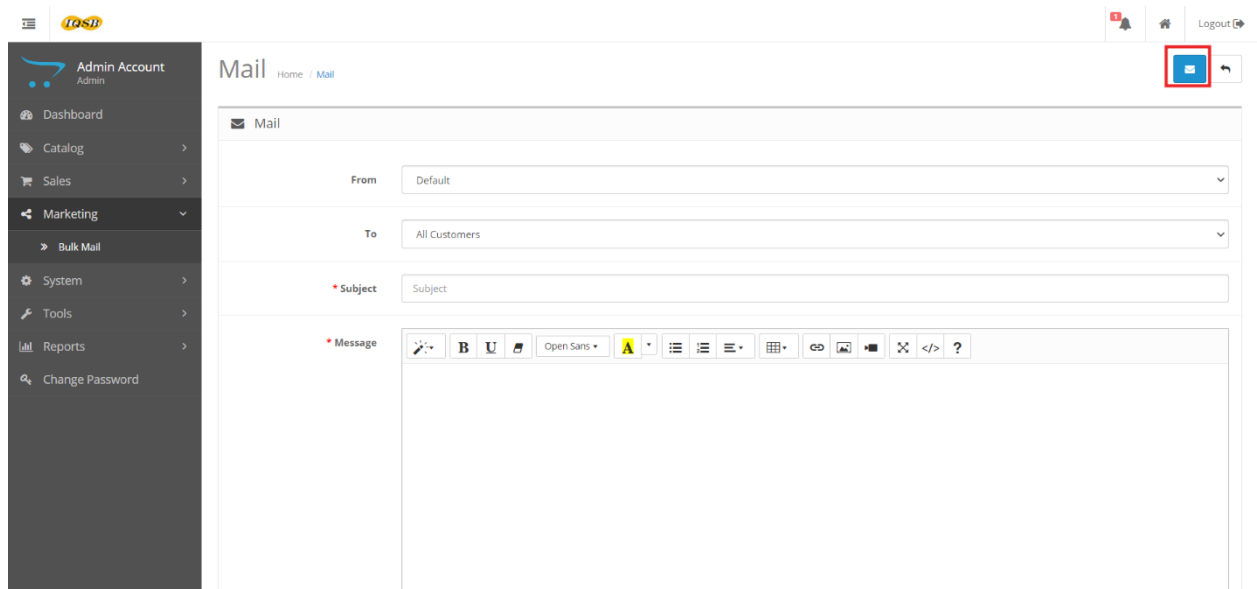 IQSB
1
Logout
Admin Account
Admin
Dashboard
Catalog
Sales
Marketing
Bulk Mail
System
Tools
Reports
Change Password
Mail Home / Mail
Mail
From Default
To All Customers
* Subject Subject
* Message B U Open Sans A </> ?